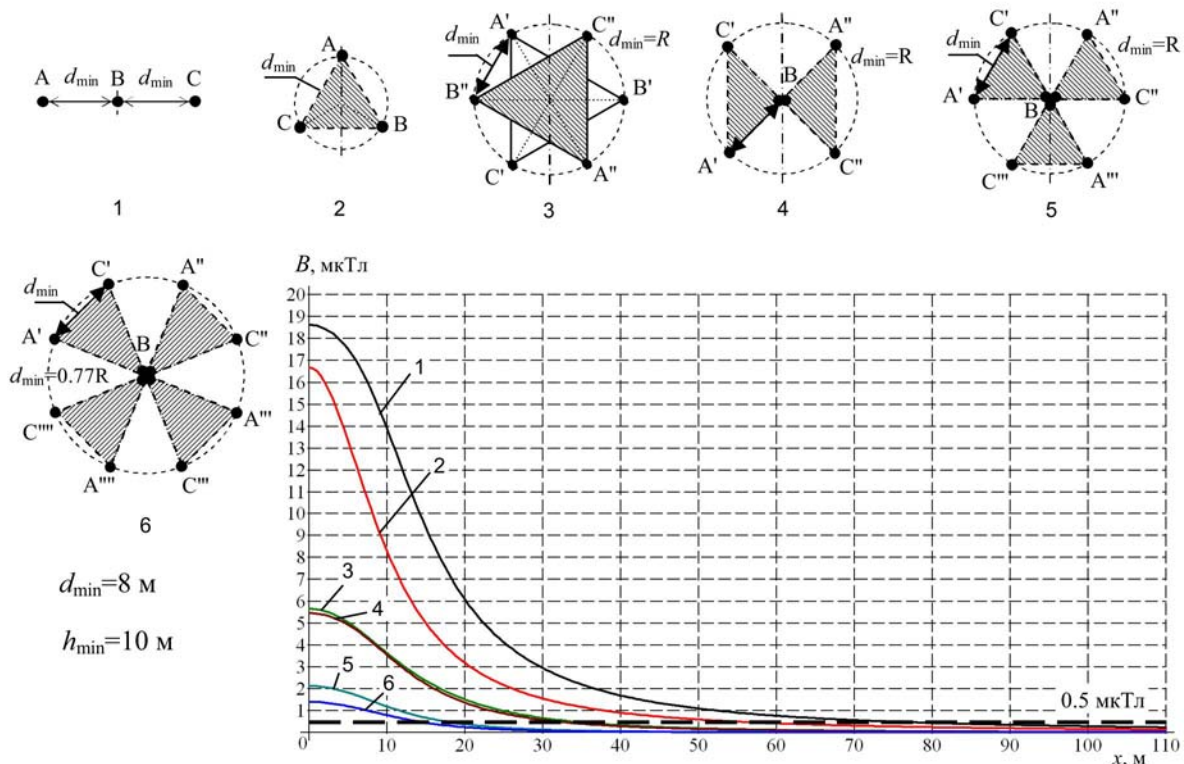 A d_min B d_min C
1
A
d_min
C B
2
A' C''
d_min d_min=R
B'' B'
C' A''
3
C' A''
d_min=R
B
A' C''
4
C' A''
d_min d_min=R
A' B C''
C''' A'''
5
C' A''
d_min
A' B C''
d_min=0.77R
C'''' A'''
A'''' C'''
6
d_min=8 м
h_min=10 м
B, мкТл
20
19
18
17
16
15
14
13
12
11
10
9
8
7
6
5
4
3
2
1
1
2
3
4
5
6
0.5 мкТл
0 10 20 30 40 50 60 70 80 90 100 110
x, м